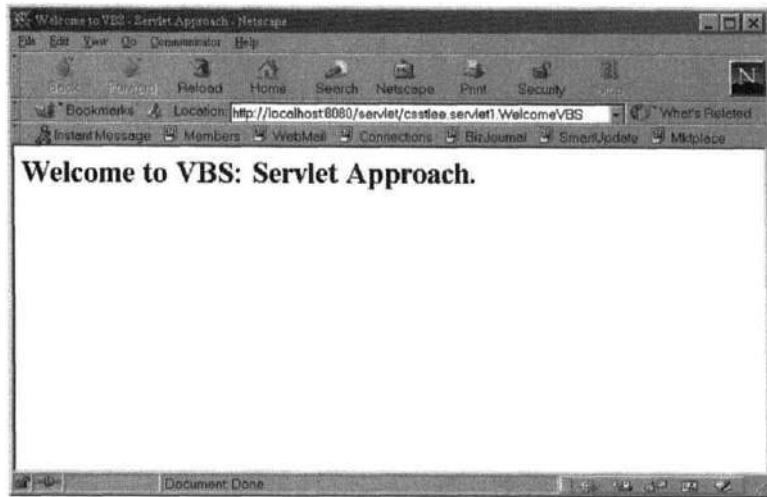 Welcome to VBS - Servlet Approach - Netscape
File Edit View Go Communicator Help
Back Forward Reload Home Search Netscape Print Security Stop
N
Bookmarks Location: http://localhost:8080/servlet/csstlee.servlet1.WelcomeVBS What's Related
Instant Message Members WebMail Connections BizJournal SmartUpdate Mktplace
Welcome to VBS: Servlet Approach.
Document: Done